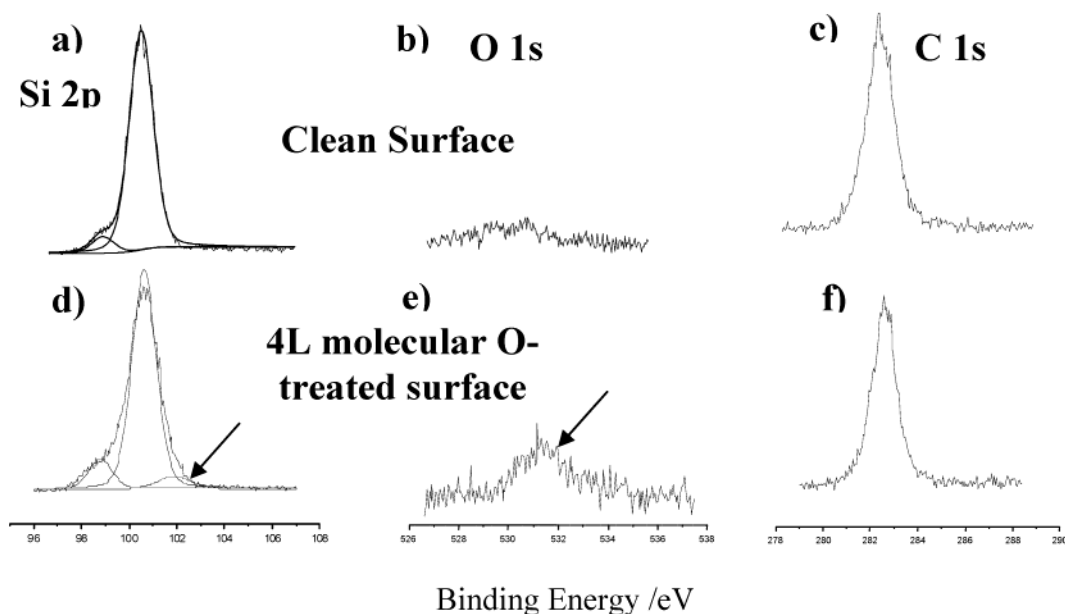 a)
b)
c)
O 1s
C 1s
Si 2p
Clean Surface
d)
e)
f)
4L molecular O-
treated surface
96 98 100 102 104 106 108
526 528 530 532 534 536 538
278 280 282 284 286 288 290
Binding Energy /eV